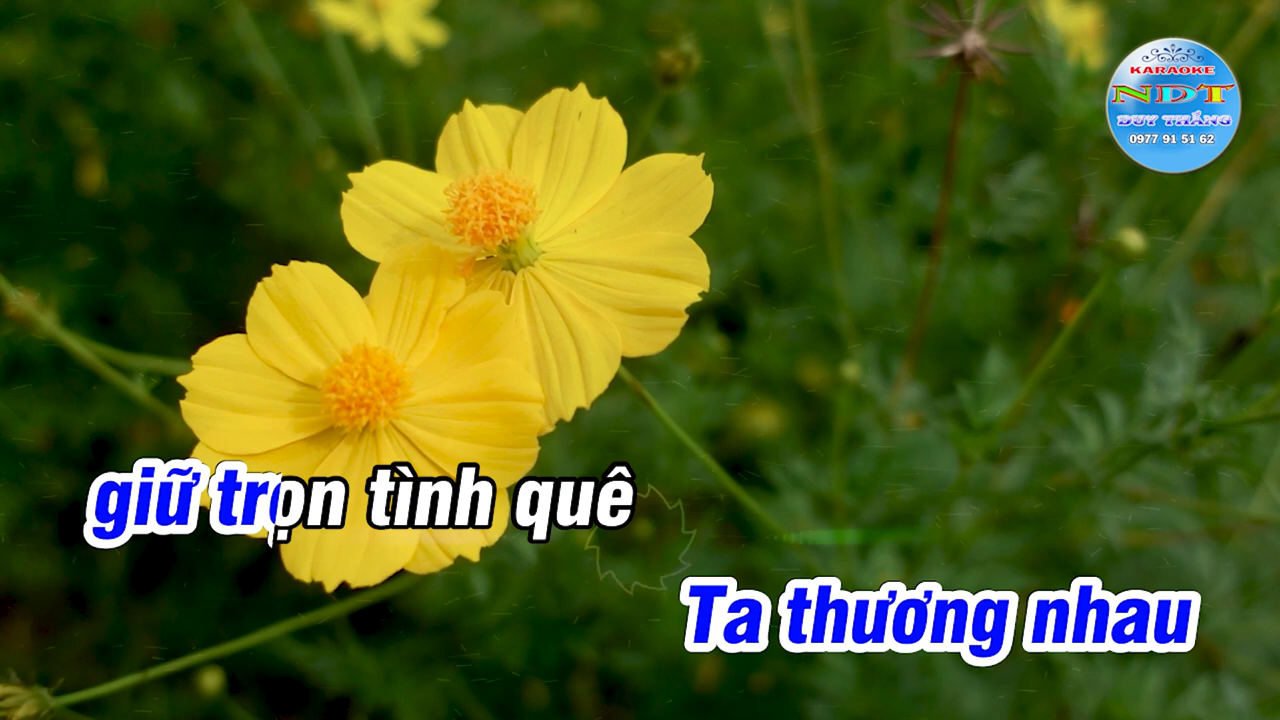 KARAOKE
NDT
DUY THẮNG
0977 91 51 62
giữ trọn tình quê
Ta thương nhau